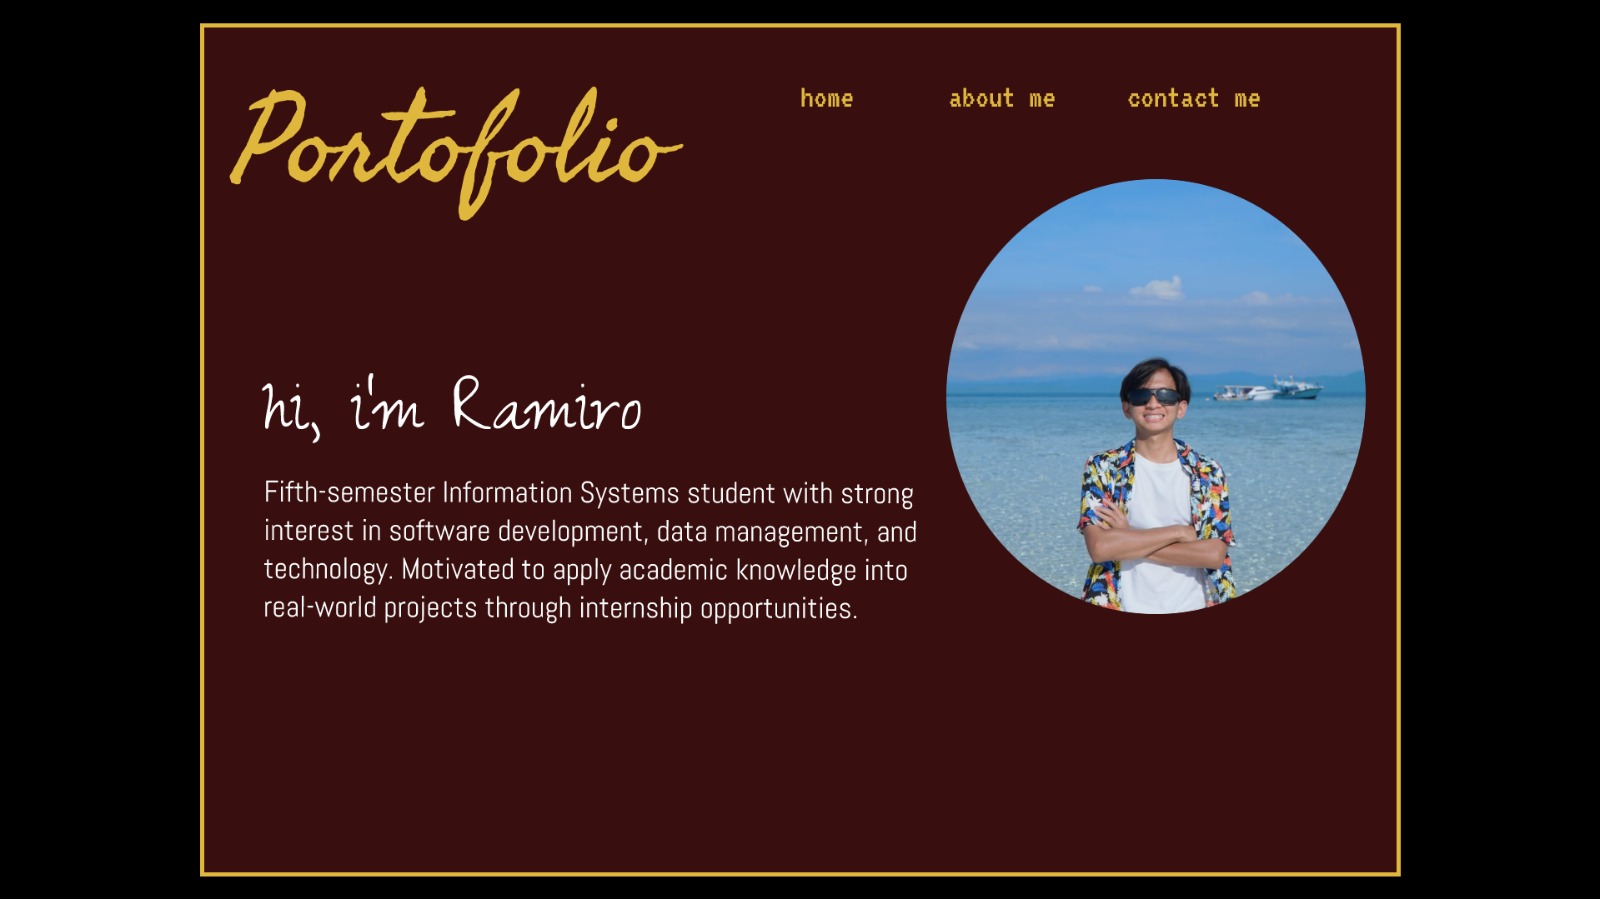 Portofolio
home about me contact me
hi, i'm Ramiro
Fifth-semester Information Systems student with strong
interest in software development, data management, and
technology. Motivated to apply academic knowledge into
real-world projects through internship opportunities.